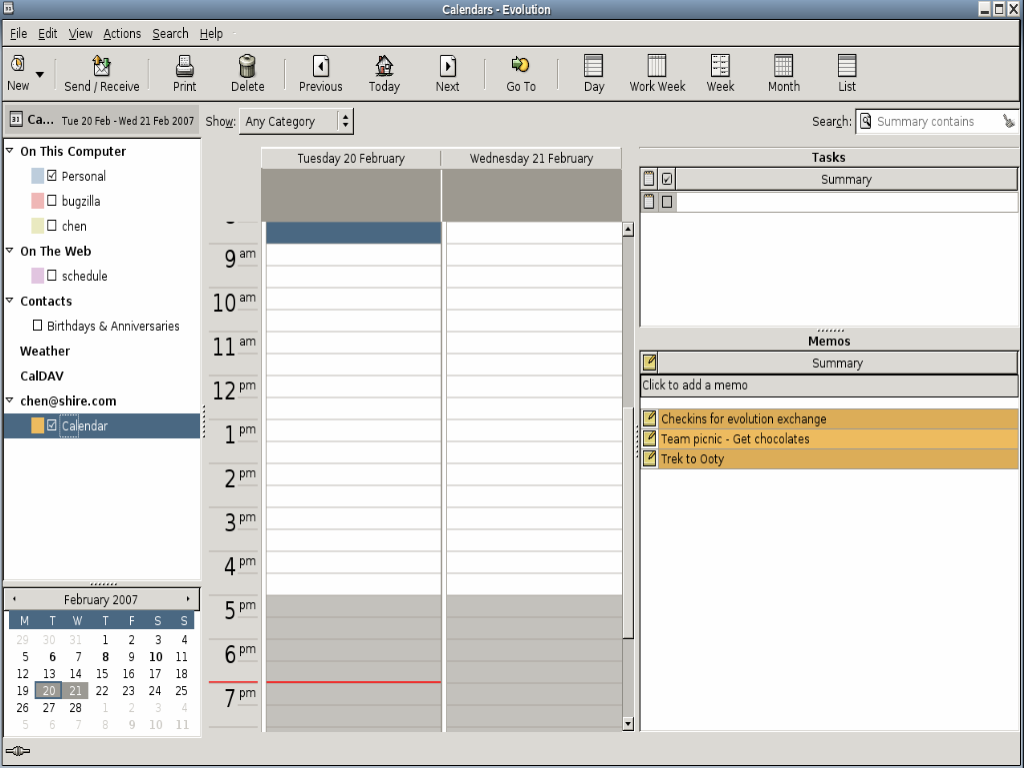 Calendars - Evolution
File Edit View Actions Search Help
New Send / Receive Print Delete Previous Today Next Go To Day Work Week Week Month List
Ca... Tue 20 Feb - Wed 21 Feb 2007 Show: Any Category Search: Summary contains
On This Computer
Personal
bugzilla
chen
On The Web
schedule
Contacts
Birthdays & Anniversaries
Weather
CalDAV
chen@shire.com
Calendar
February 2007
M T W T F S S
29 30 31 1 2 3 4
5 6 7 8 9 10 11
12 13 14 15 16 17 18
19 20 21 22 23 24 25
26 27 28 1 2 3 4
5 6 7 8 9 10 11
Tuesday 20 February Wednesday 21 February
9 am
10 am
11 am
12 pm
1 pm
2 pm
3 pm
4 pm
5 pm
6 pm
7 pm
Tasks
Summary
Memos
Summary
Click to add a memo
Checkins for evolution exchange
Team picnic - Get chocolates
Trek to Ooty